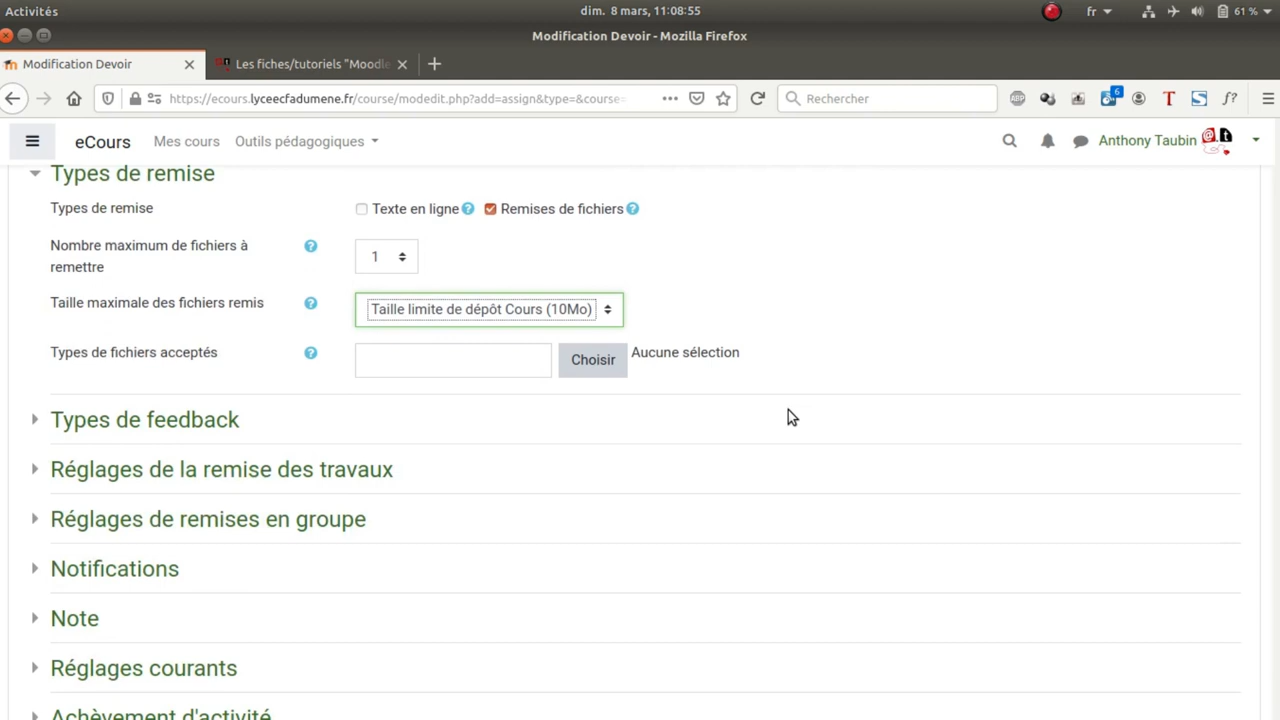 Activités
dim. 8 mars, 11:08:55
fr
61 %
Modification Devoir - Mozilla Firefox
Modification Devoir
Les fiches/tutoriels "Moodle
https://ecours.lyceecfadumene.fr/course/modedit.php?add=assign&type=&course=
Rechercher
ABP
6
T
S
f?
eCours
Mes cours
Outils pédagogiques
Anthony Taubin
@
t
Types de remise
Types de remise
Texte en ligne
Remises de fichiers
Nombre maximum de fichiers à
remettre
1
Taille maximale des fichiers remis
Taille limite de dépôt Cours (10Mo)
Types de fichiers acceptés
Choisir
Aucune sélection
Types de feedback
Réglages de la remise des travaux
Réglages de remises en groupe
Notifications
Note
Réglages courants
Achèvement d'activité